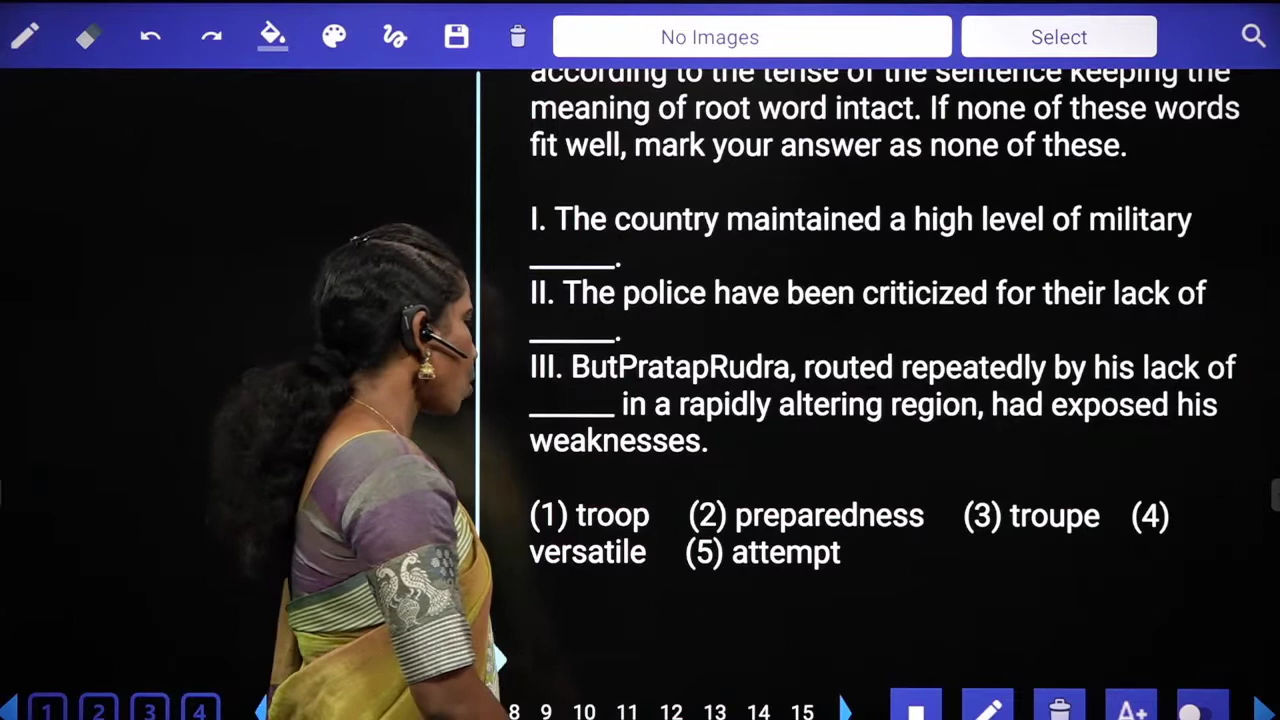 No Images
Select
according to the tense of the sentence keeping the
meaning of root word intact. If none of these words
fit well, mark your answer as none of these.
I. The country maintained a high level of military
______.
II. The police have been criticized for their lack of
______.
III. ButPratapRudra, routed repeatedly by his lack of
______ in a rapidly altering region, had exposed his
weaknesses.
(1) troop (2) preparedness (3) troupe (4)
versatile (5) attempt
1 2 3 4 8 9 10 11 12 13 14 15 A+